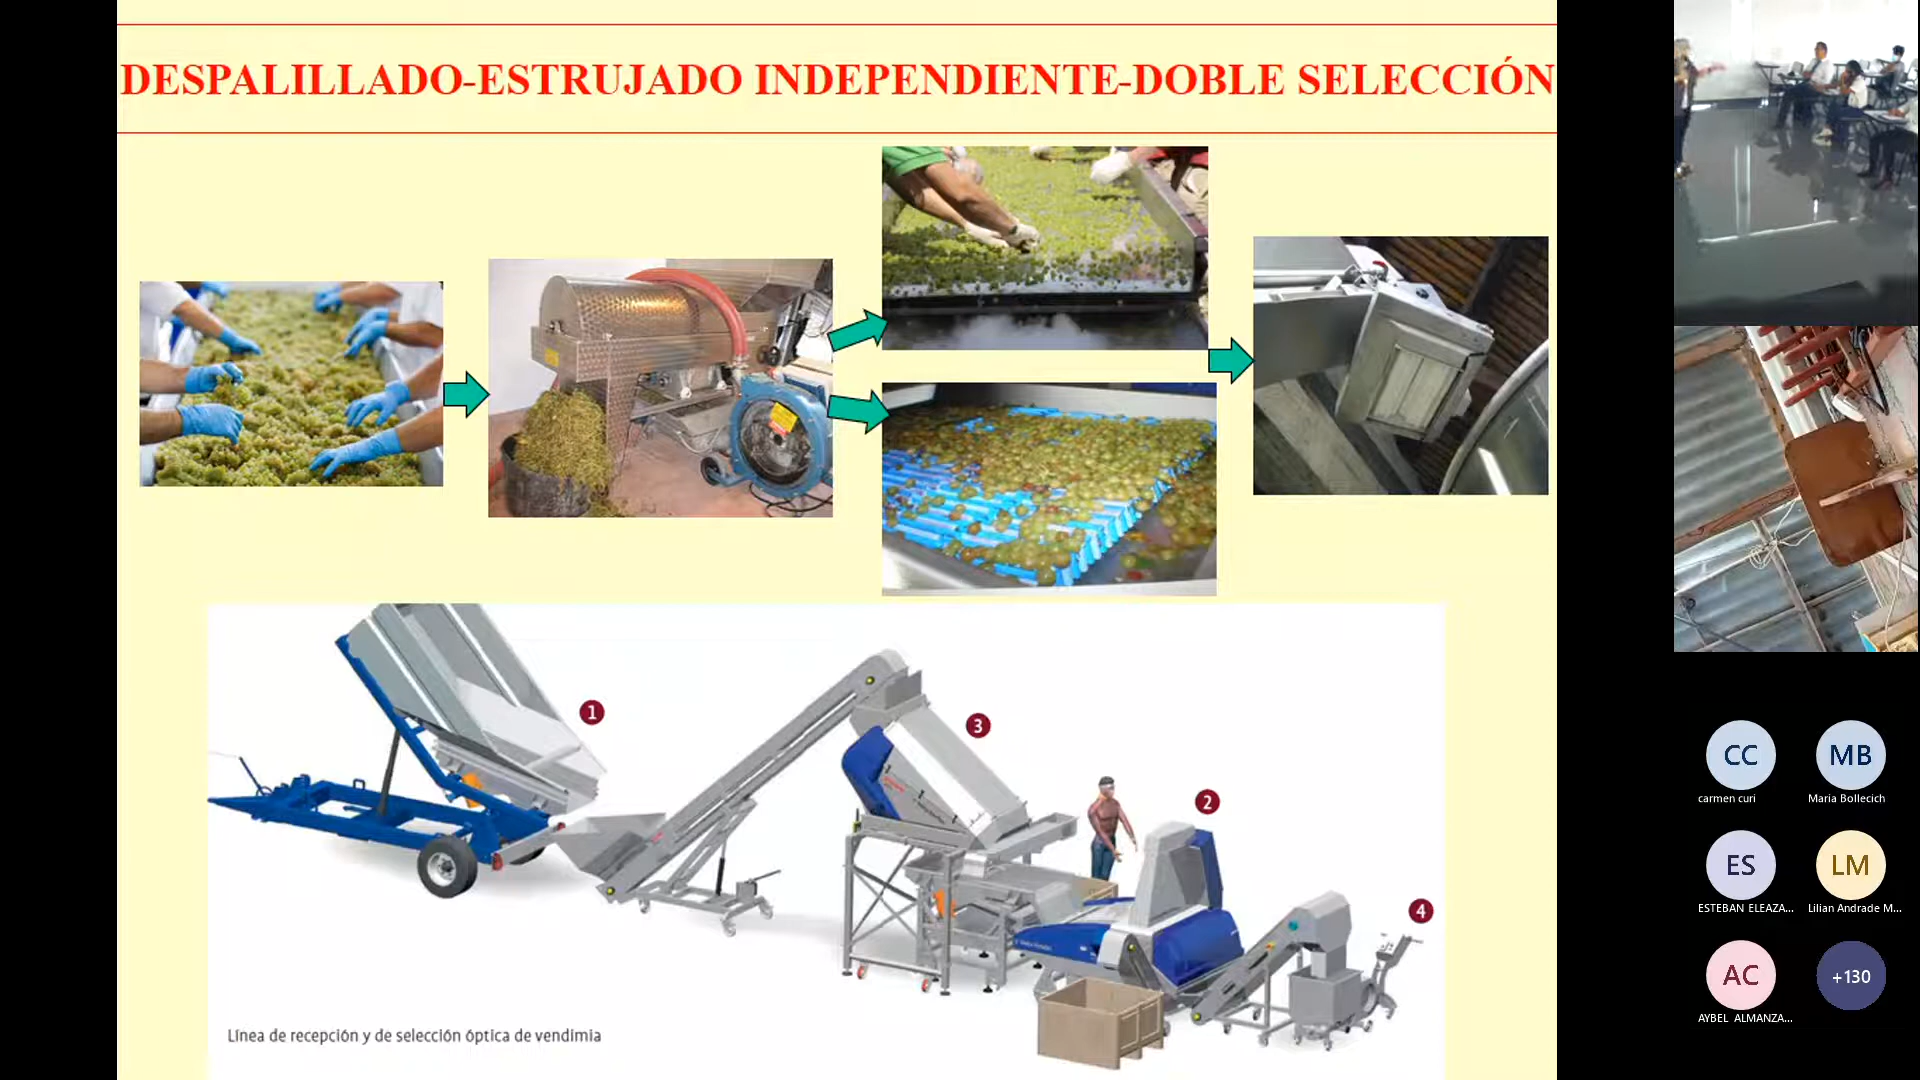 DESPALILLADO-ESTRUJADO INDEPENDIENTE-DOBLE SELECCIÓN
1
3
2
4
Línea de recepción y de selección óptica de vendimia
CC
MB
carmen curi
Maria Bollecich
ES
LM
ESTEBAN ELEAZA...
Lilian Andrade M...
AC
+130
AYBEL ALMANZA...